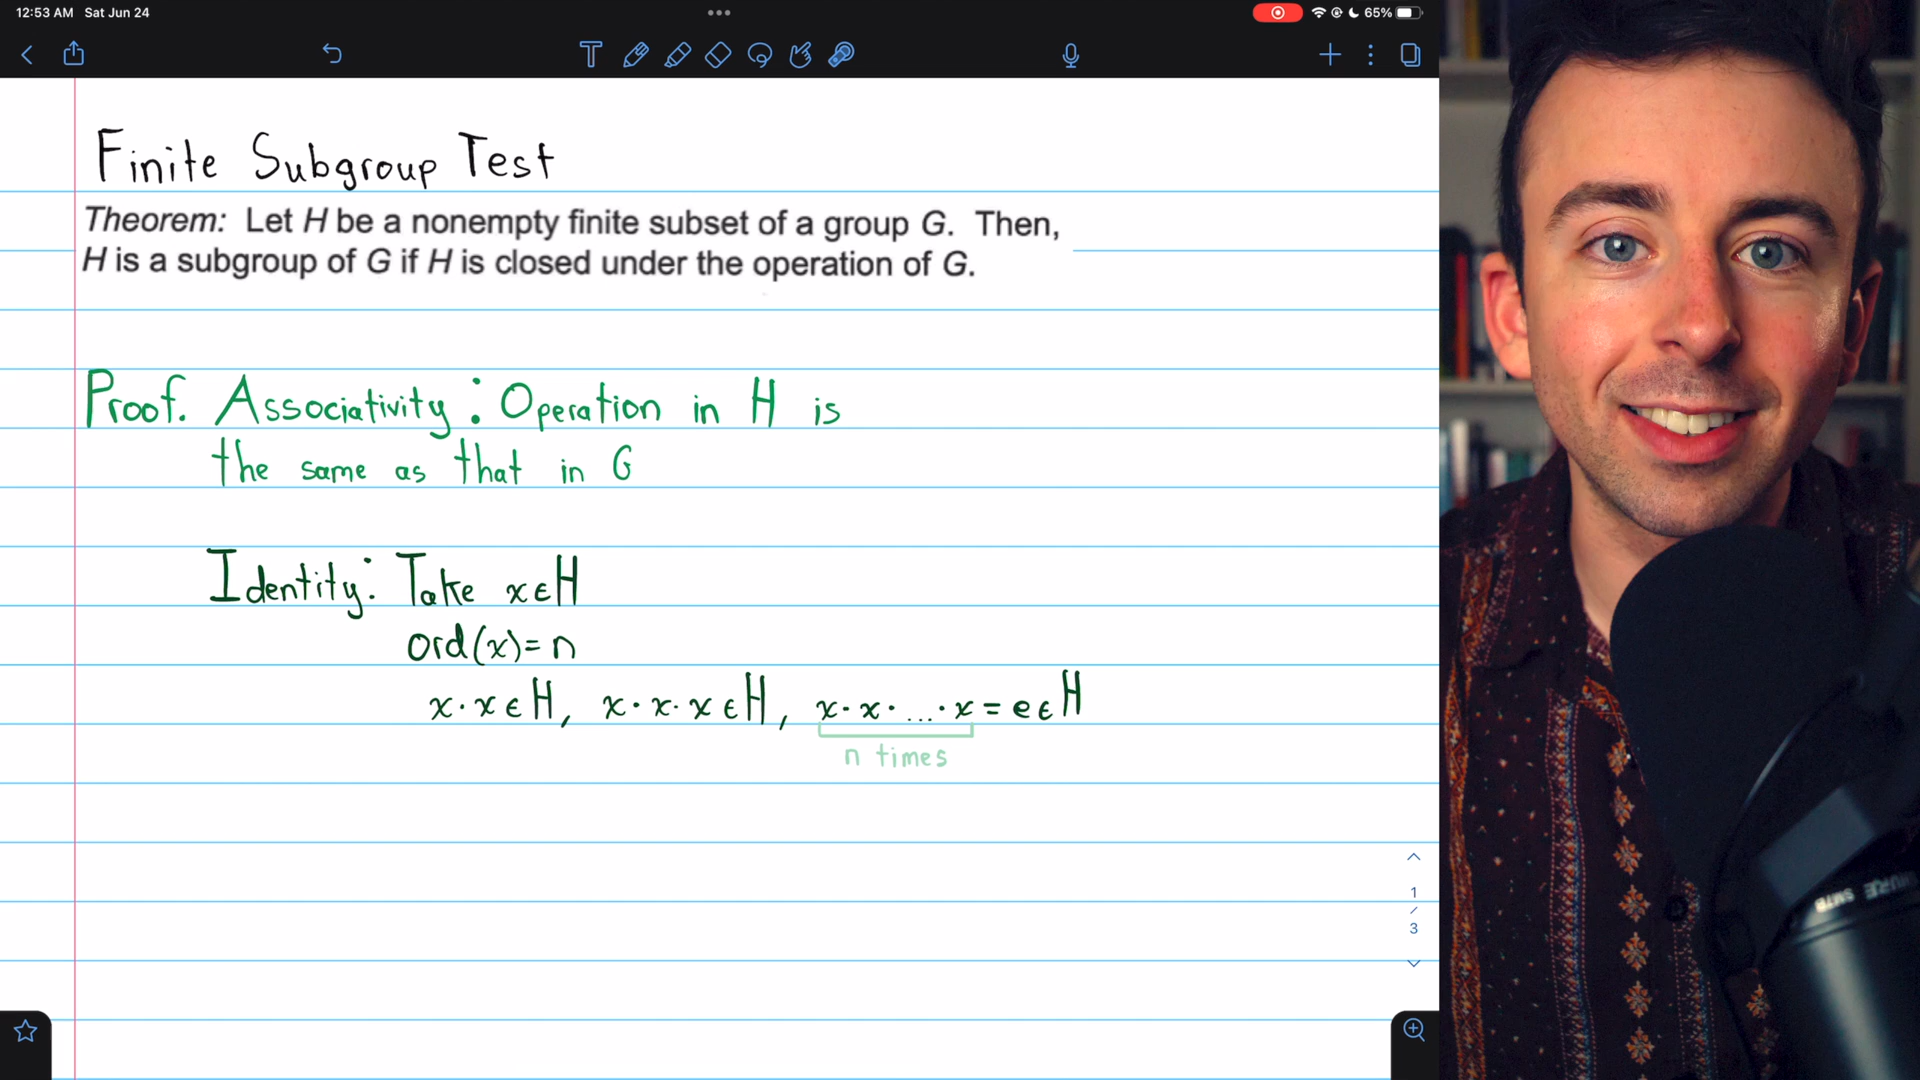 12:53 AM Sat Jun 24
65%
Finite Subgroup Test
Theorem: Let H be a nonempty finite subset of a group G. Then,
H is a subgroup of G if H is closed under the operation of G.
Proof. Associativity: Operation in H is
the same as that in G
Identity: Take x∈H
ord(x)=n
x·x∈H, x·x·x∈H, x·x·...·x=e∈H
n times
1
/
3
SHURE SM7B